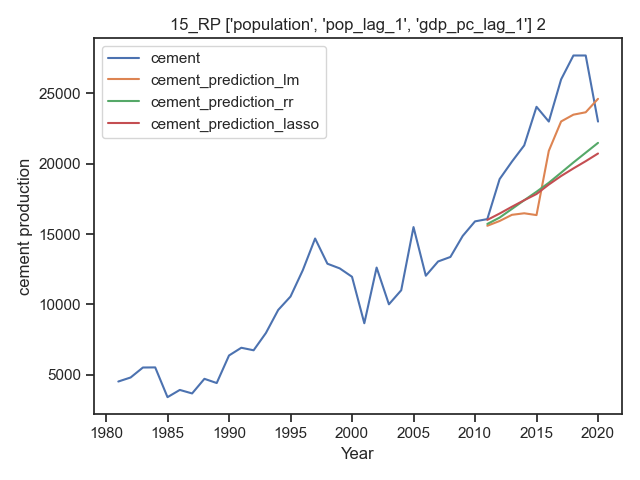 15_RP ['population', 'pop_lag_1', 'gdp_pc_lag_1'] 2
cement
cement_prediction_lm
cement_prediction_rr
cement_prediction_lasso
cement production
25000
20000
15000
10000
5000
1980 1985 1990 1995 2000 2005 2010 2015 2020
Year